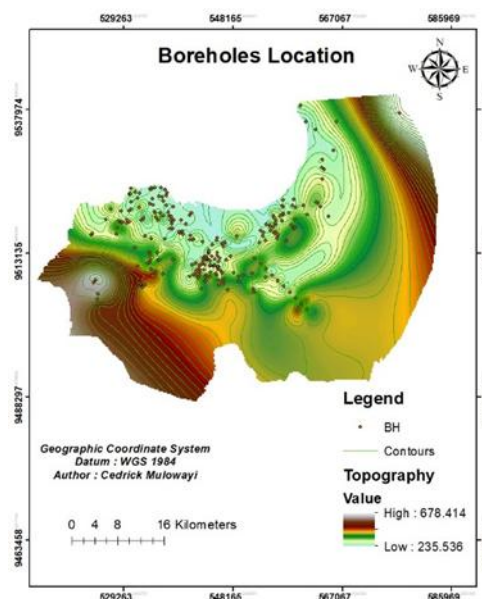 529263 548165 567067 585969
Boreholes Location
N
W E
S
9537974
9513135
9488297
9463458
Legend
BH
Contours
Geographic Coordinate System
Datum : WGS 1984
Author : Cedrick Mulowayi
Topography
Value
High : 678.414
Low : 235.536
0 4 8 16 Kilometers
529263 548165 567067 585969